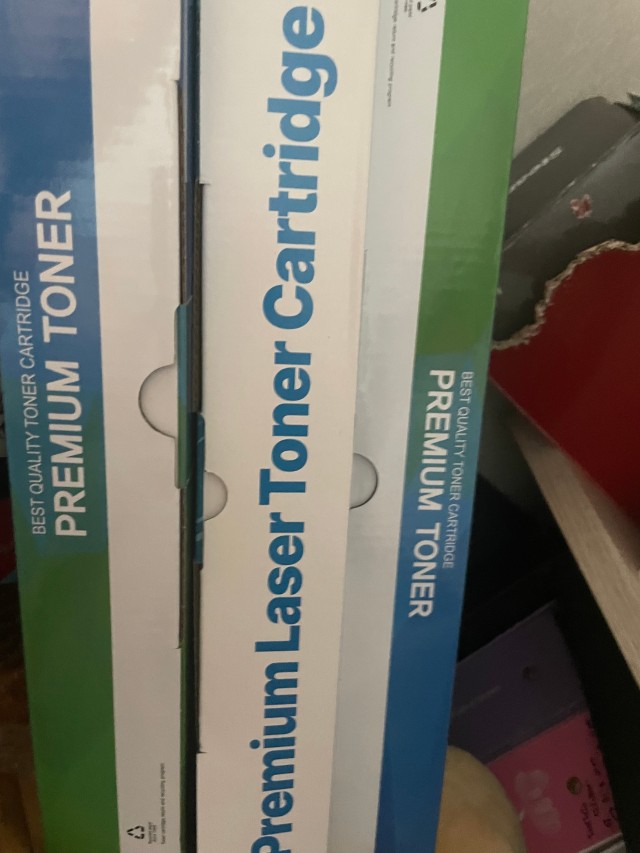 BEST QUALITY TONER CARTRIDGE
PREMIUM TONER
Premium Laser Toner Cartridge
BEST QUALITY TONER CARTRIDGE
PREMIUM TONER